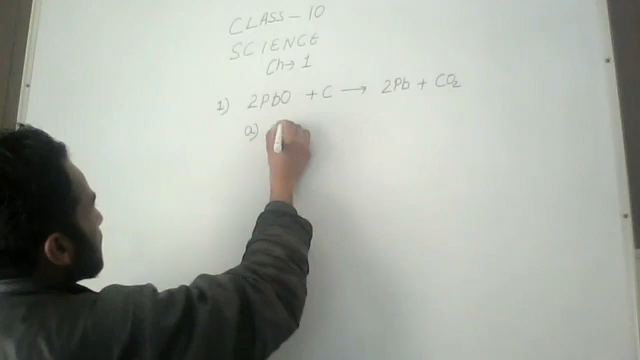 CLASS - 10
SCIENCE
Ch→ 1
1) 2PbO + C ⟶ 2Pb + CO₂
a)